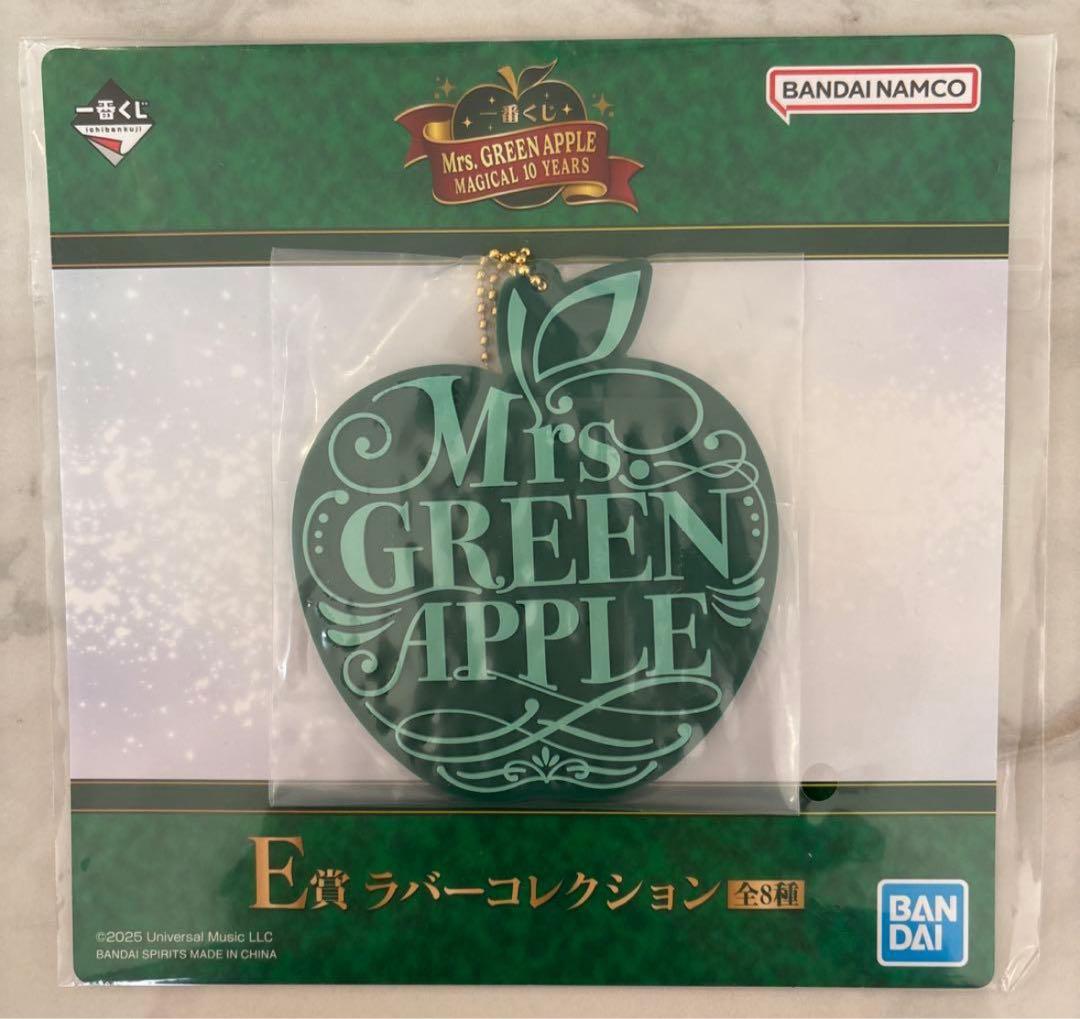 一番くじ
ichibankuji
一番くじ
Mrs. GREEN APPLE
MAGICAL 10 YEARS
BANDAI NAMCO
Mrs.
GREEN
APPLE
E賞 ラバーコレクション 全8種
©2025 Universal Music LLC
BANDAI SPIRITS MADE IN CHINA
BAN
DAI